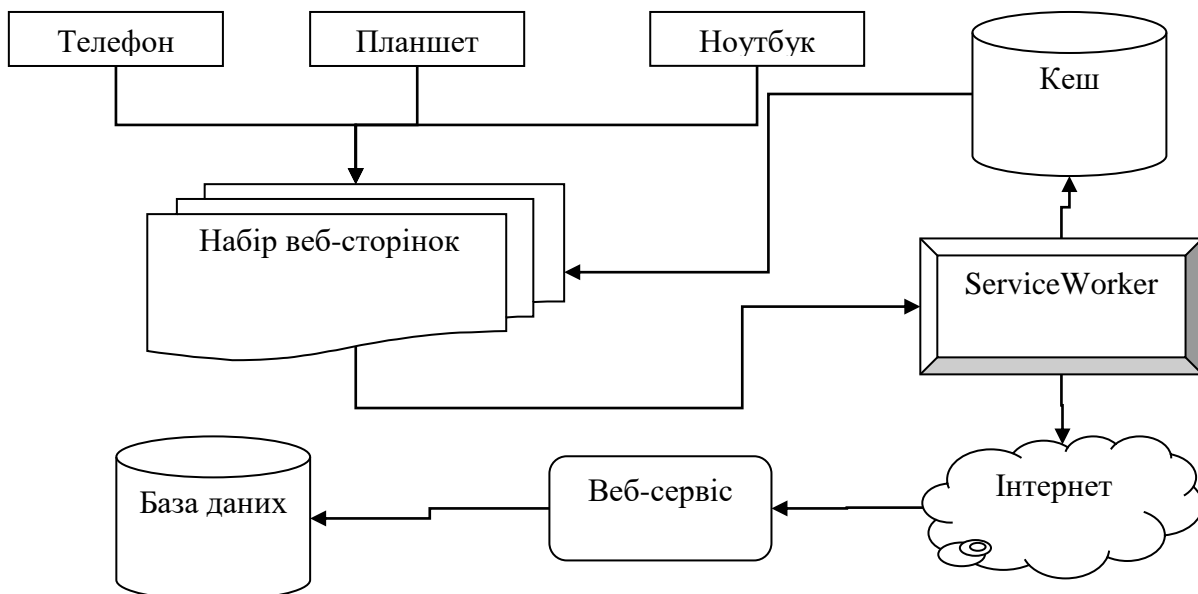 Телефон
Планшет
Ноутбук
Кеш
Набір веб-сторінок
ServiceWorker
База даних
Веб-сервіс
Інтернет